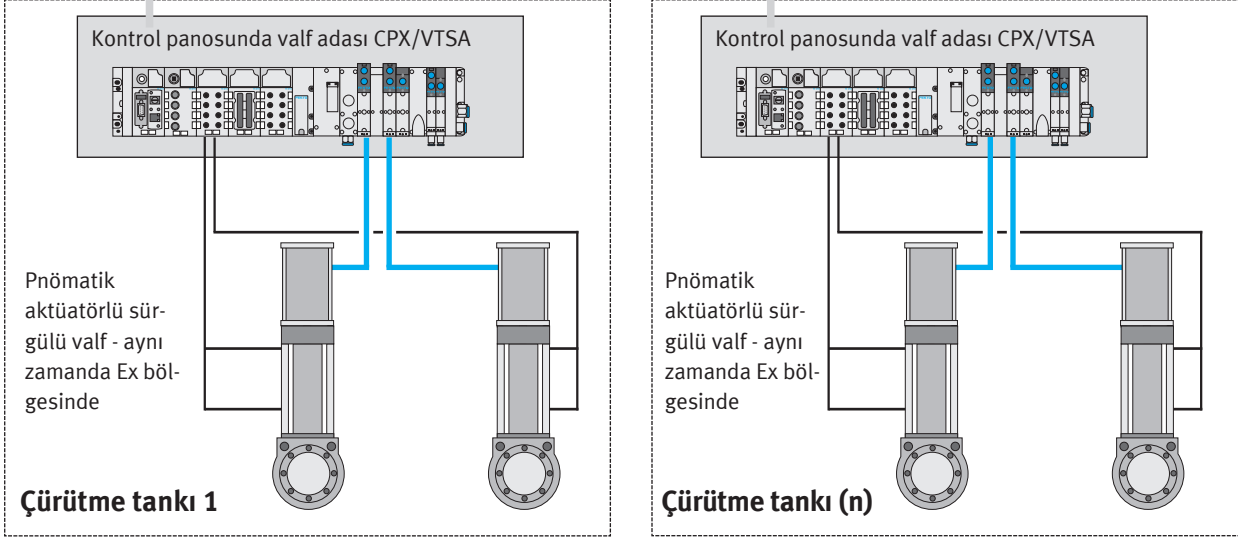 Kontrol panosunda valf adası CPX/VTSA
Pnömatik
aktüatörlü sür-
gülü valf - aynı
zamanda Ex böl-
gesinde
Çürütme tankı 1
Kontrol panosunda valf adası CPX/VTSA
Pnömatik
aktüatörlü sür-
gülü valf - aynı
zamanda Ex böl-
gesinde
Çürütme tankı (n)